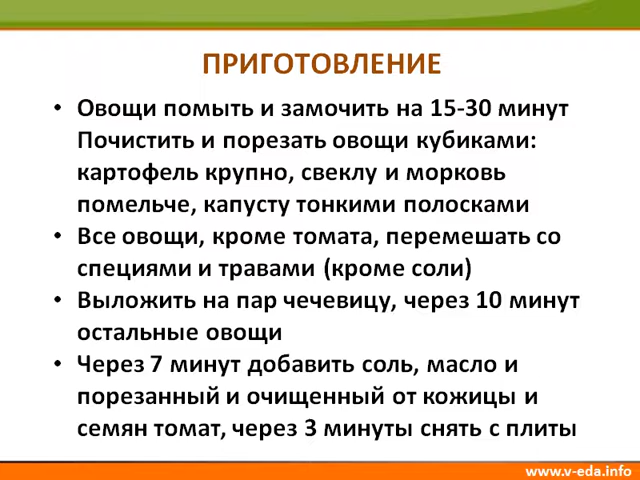 ПРИГОТОВЛЕНИЕ
• Овощи помыть и замочить на 15-30 минут
Почистить и порезать овощи кубиками:
картофель крупно, свеклу и морковь
помельче, капусту тонкими полосками
• Все овощи, кроме томата, перемешать со
специями и травами (кроме соли)
• Выложить на пар чечевицу, через 10 минут
остальные овощи
• Через 7 минут добавить соль, масло и
порезанный и очищенный от кожицы и
семян томат, через 3 минуты снять с плиты
www.v-eda.info